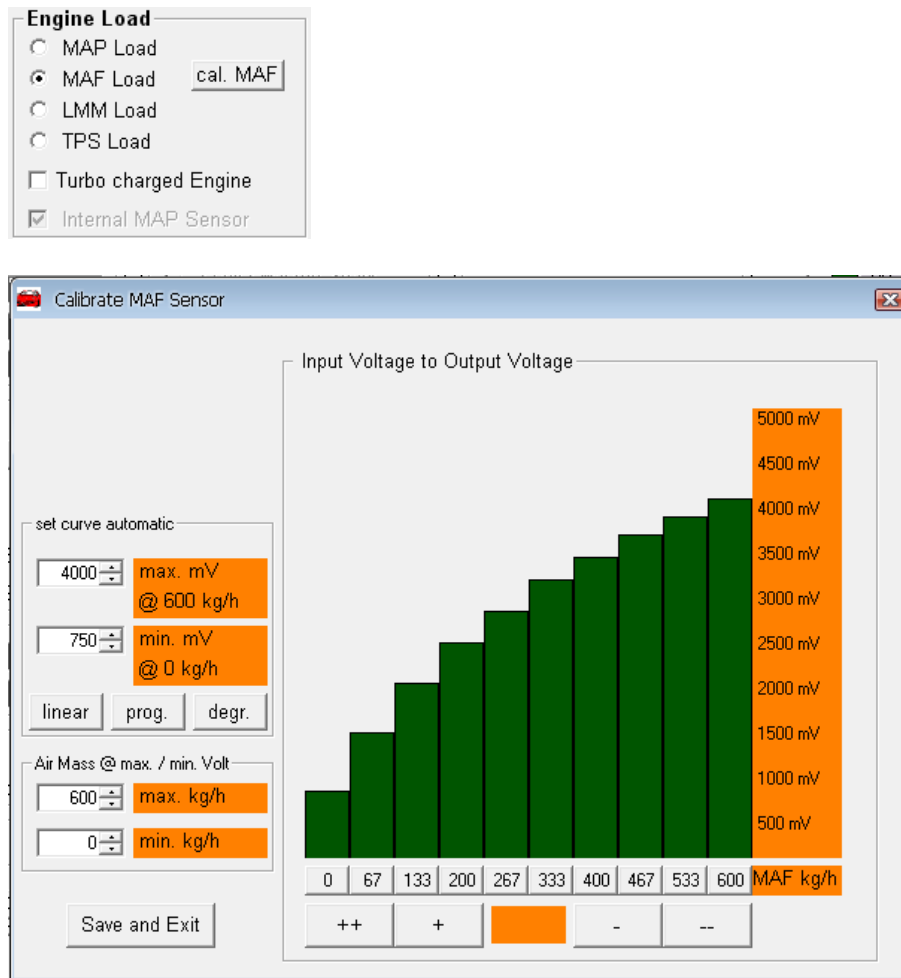 Engine Load
MAP Load
MAF Load
cal. MAF
LMM Load
TPS Load
Turbo charged Engine
Internal MAP Sensor
Calibrate MAF Sensor
Input Voltage to Output Voltage
5000 mV
4500 mV
4000 mV
3500 mV
3000 mV
2500 mV
2000 mV
1500 mV
1000 mV
500 mV
set curve automatic
4000 max. mV
@ 600 kg/h
750 min. mV
@ 0 kg/h
linear prog. degr.
Air Mass @ max. / min. Volt
600 max. kg/h
0 min. kg/h
0 67 133 200 267 333 400 467 533 600 MAF kg/h
Save and Exit
++ + - --